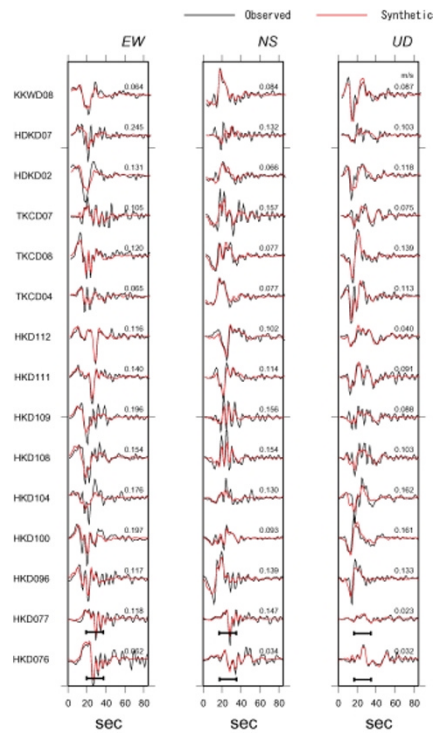 Observed Synthetic
EW NS UD
m/s
KKWD08 0.064 0.084 0.087
HDKD07 0.245 0.132 0.103
HDKD02 0.131 0.066 0.118
TKCD07 0.105 0.157 0.075
TKCD08 0.120 0.077 0.139
TKCD04 0.065 0.077 0.113
HKD112 0.116 0.102 0.040
HKD111 0.140 0.114 0.091
HKD109 0.196 0.156 0.088
HKD108 0.154 0.154 0.103
HKD104 0.176 0.130 0.162
HKD100 0.197 0.093 0.161
HKD096 0.117 0.139 0.133
HKD077 0.118 0.147 0.023
HKD076 0.034 0.032
0 20 40 60 80 0 20 40 60 80 0 20 40 60 80
sec sec sec